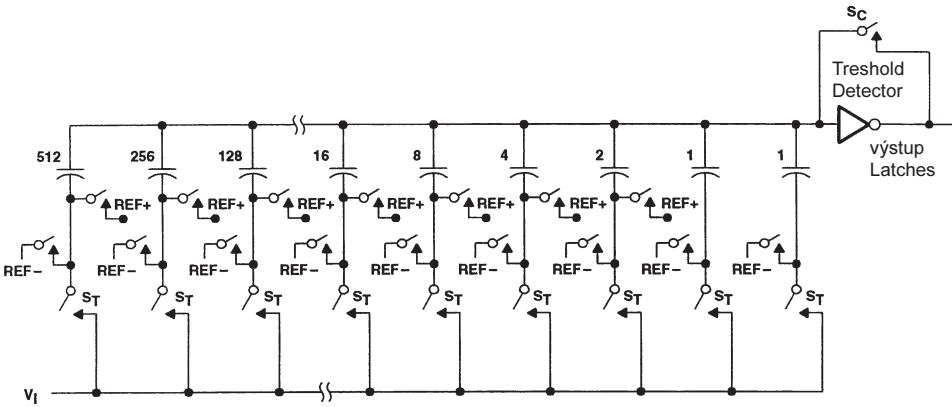 SC
Treshold
Detector
výstup
Latches
512 256 128 16 8 4 2 1 1
REF+ REF+ REF+ REF+ REF+ REF+ REF+
REF− REF− REF− REF− REF− REF− REF− REF− REF−
ST ST ST ST ST ST ST ST ST
VI